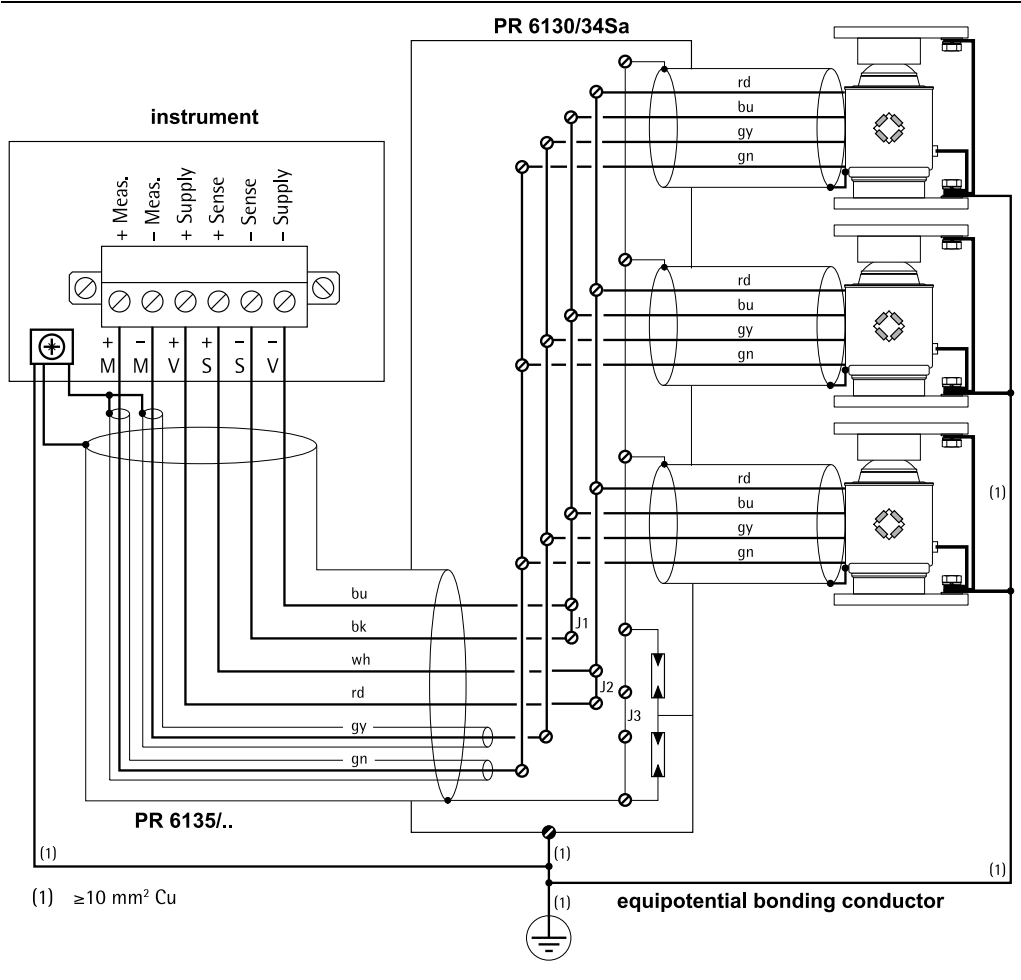 PR 6130/34Sa
instrument
+ Meas.
– Meas.
+ Supply
+ Sense
– Sense
– Supply
+ – + + – –
M M V S S V
rd
bu
gy
gn
rd
bu
gy
gn
rd
bu
gy
gn
(1)
bu
bk
wh
rd
gy
gn
J1
J2
J3
PR 6135/..
(1)
(1)
(1)
(1)
(1) ≥10 mm² Cu
equipotential bonding conductor